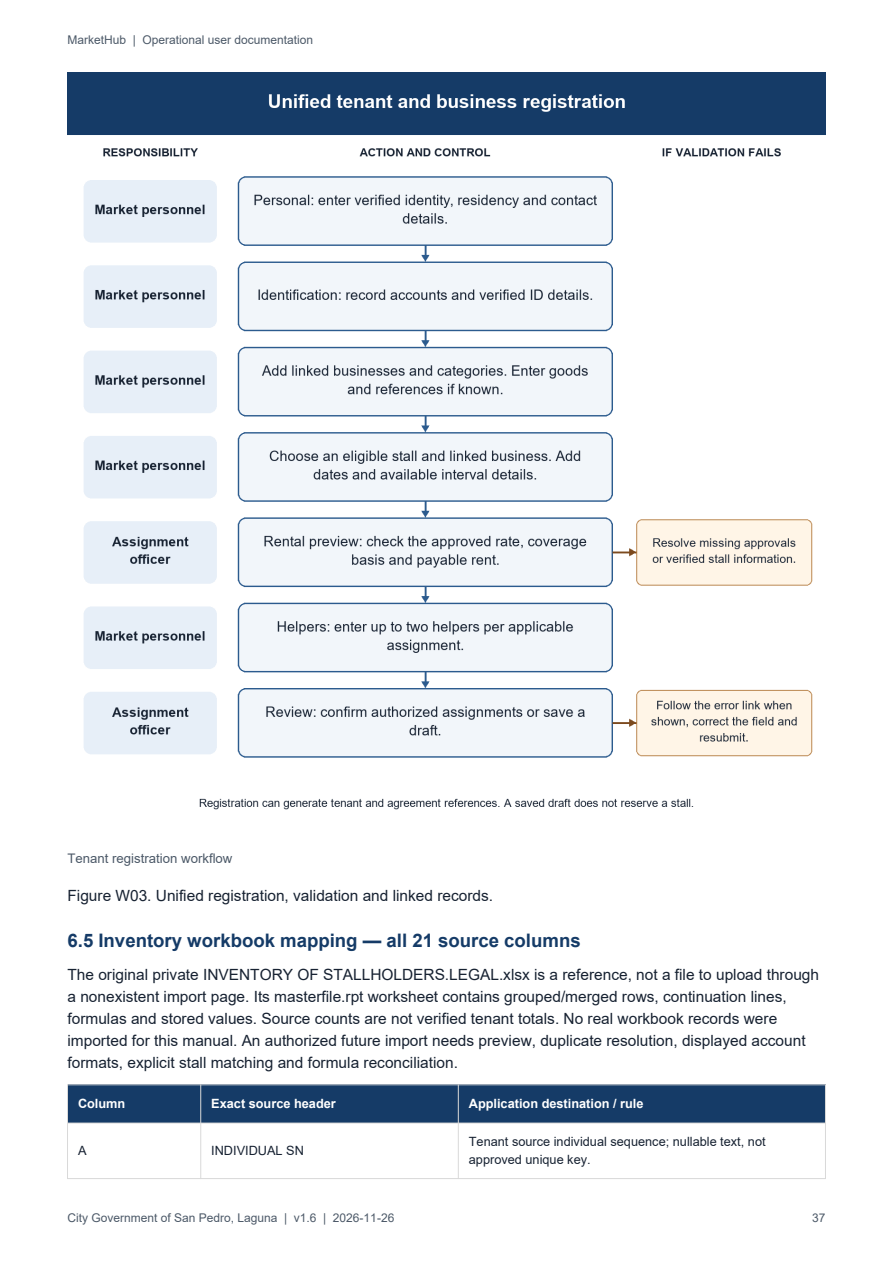 MarketHub | Operational user documentation
Unified tenant and business registration
RESPONSIBILITY
ACTION AND CONTROL
IF VALIDATION FAILS
Market personnel
Personal: enter verified identity, residency and contact
details.
Market personnel
Identification: record accounts and verified ID details.
Market personnel
Add linked businesses and categories. Enter goods
and references if known.
Market personnel
Choose an eligible stall and linked business. Add
dates and available interval details.
Assignment
officer
Rental preview: check the approved rate, coverage
basis and payable rent.
Resolve missing approvals
or verified stall information.
Market personnel
Helpers: enter up to two helpers per applicable
assignment.
Assignment
officer
Review: confirm authorized assignments or save a
draft.
Follow the error link when
shown, correct the field and
resubmit.
Registration can generate tenant and agreement references. A saved draft does not reserve a stall.
Tenant registration workflow
Figure W03. Unified registration, validation and linked records.
6.5 Inventory workbook mapping — all 21 source columns
The original private INVENTORY OF STALLHOLDERS.LEGAL.xlsx is a reference, not a file to upload through
a nonexistent import page. Its masterfile.rpt worksheet contains grouped/merged rows, continuation lines,
formulas and stored values. Source counts are not verified tenant totals. No real workbook records were
imported for this manual. An authorized future import needs preview, duplicate resolution, displayed account
formats, explicit stall matching and formula reconciliation.
Column
Exact source header
Application destination / rule
A
INDIVIDUAL SN
Tenant source individual sequence; nullable text, not
approved unique key.
City Government of San Pedro, Laguna | v1.6 | 2026-11-26
37